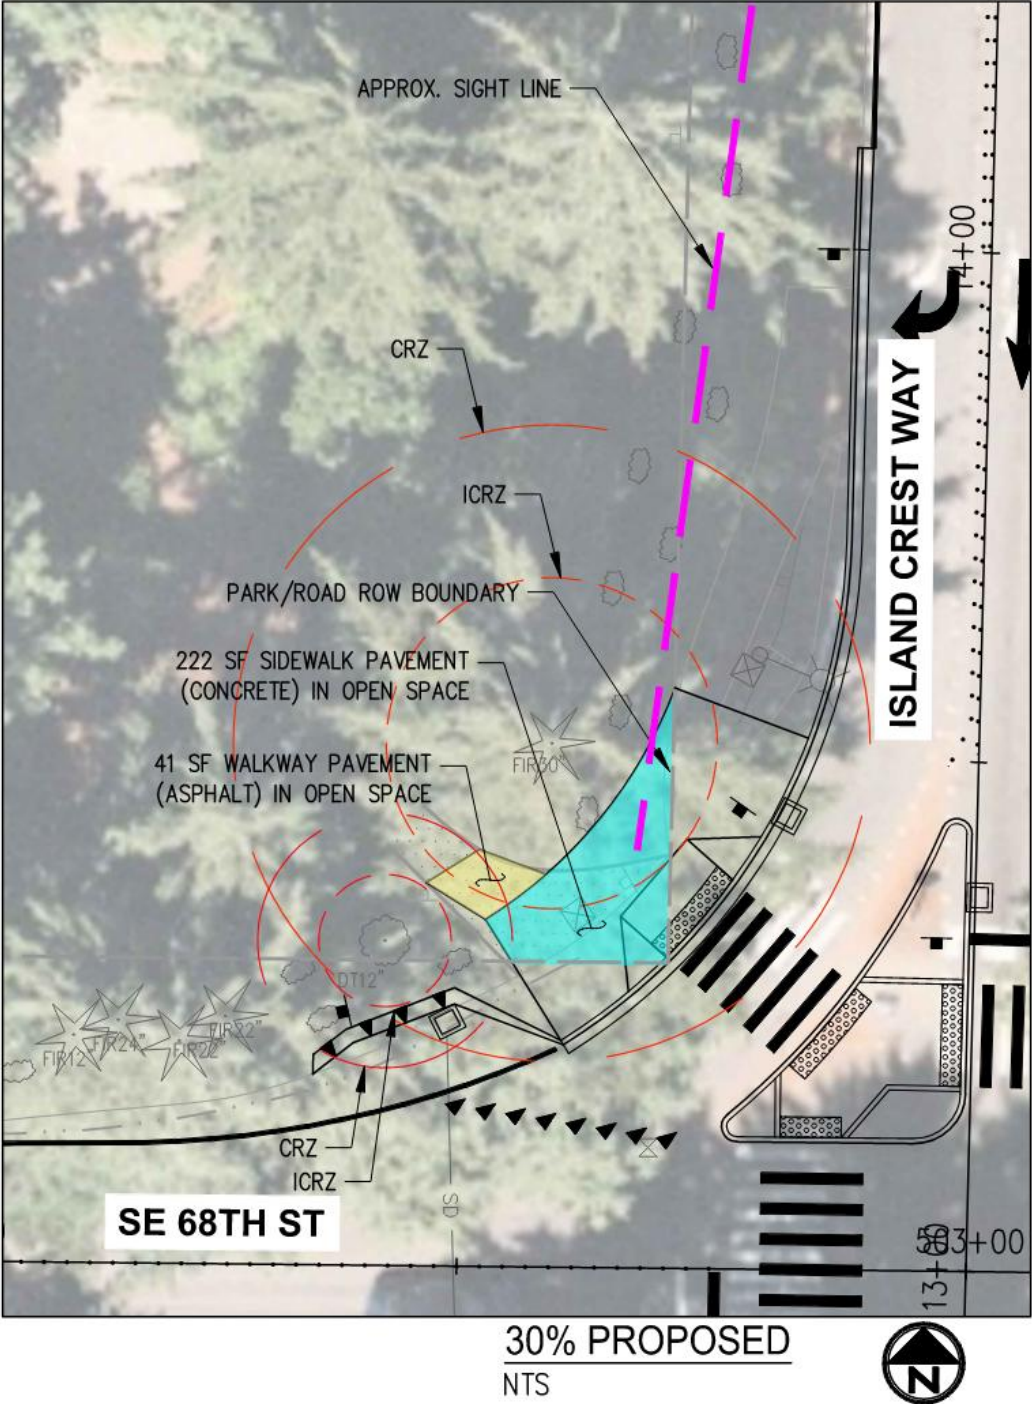 APPROX. SIGHT LINE
14+00
CRZ
ISLAND CREST WAY
ICRZ
PARK/ROAD ROW BOUNDARY
222 SF SIDEWALK PAVEMENT
(CONCRETE) IN OPEN SPACE
FIR30"
41 SF WALKWAY PAVEMENT
(ASPHALT) IN OPEN SPACE
DT12"
FIR12"
FIR24"
FIR22"
FIR32"
CRZ
ICRZ
SE 68TH ST
SD
13+00
503+00
30% PROPOSED
NTS
N